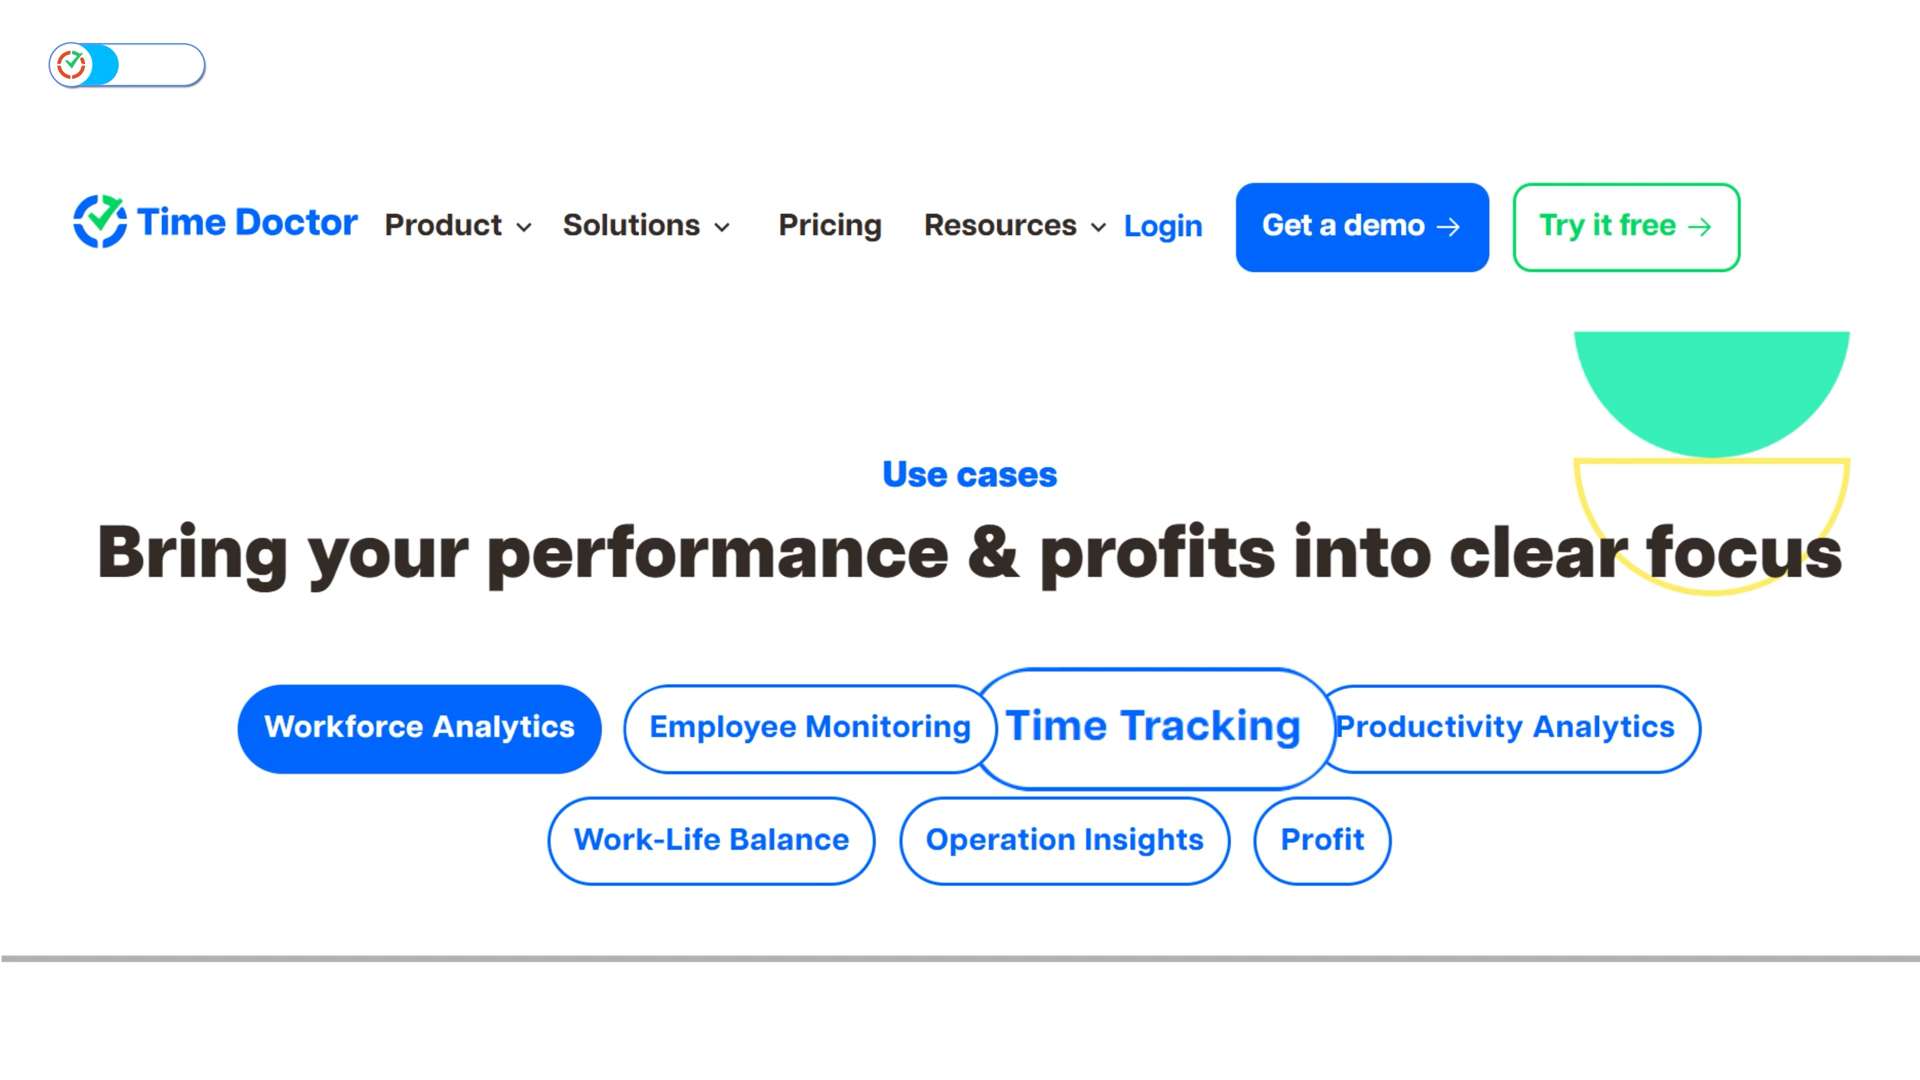 Time Doctor Product Solutions Pricing Resources Login Get a demo → Try it free →
Use cases
Bring your performance & profits into clear focus
Workforce Analytics Employee Monitoring Time Tracking Productivity Analytics
Work-Life Balance Operation Insights Profit